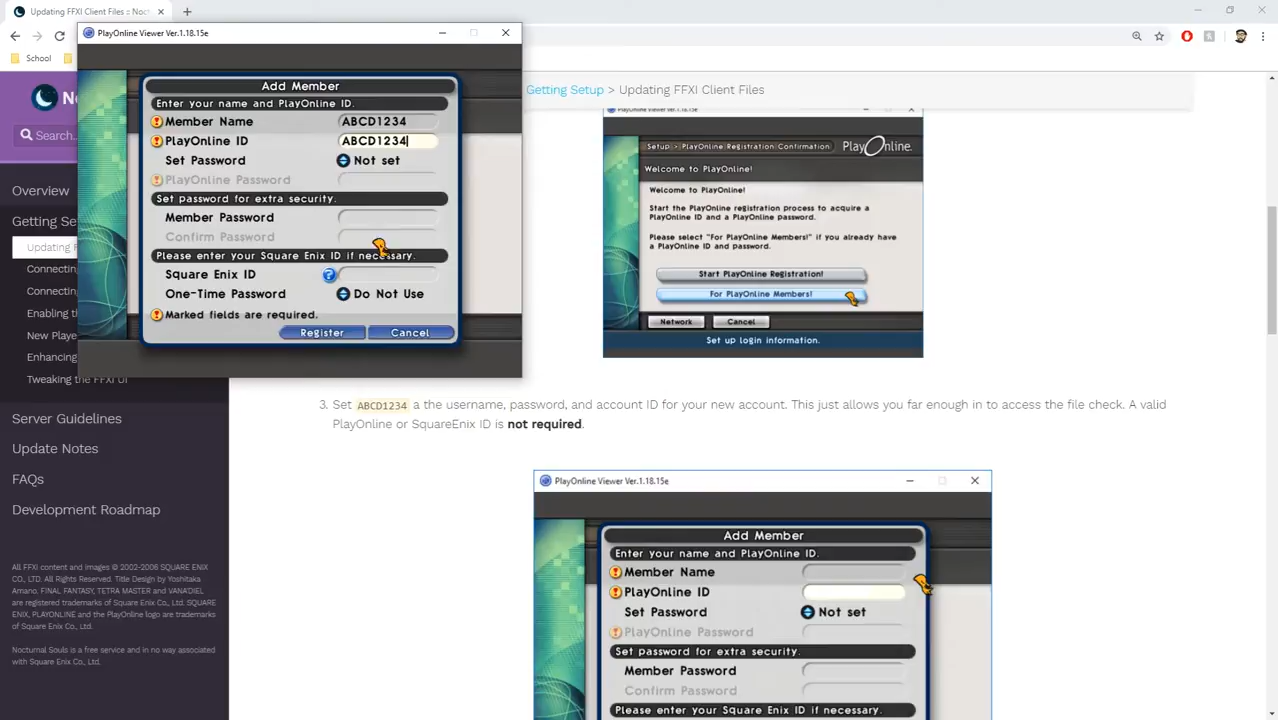 Updating FFXI Client Files :: Noct
School
PlayOnline Viewer Ver.1.18.15e
Add Member
Enter your name and PlayOnline ID.
Member Name ABCD1234
PlayOnline ID ABCD1234
Set Password Not set
PlayOnline Password
Set password for extra security.
Member Password
Confirm Password
Please enter your Square Enix ID if necessary.
Square Enix ID
One-Time Password Do Not Use
Marked fields are required.
Register Cancel
Search.
Overview
Getting Se
Updating F
Connectin
Connectin
Enabling th
New Playe
Enhancing
Tweaking the FFXI UI
Server Guidelines
Update Notes
FAQs
Development Roadmap
All FFXI content and images © 2002-2006 SQUARE ENIX
CO., LTD. All Rights Reserved. Title Design by Yoshitaka
Amano. FINAL FANTASY, TETRA MASTER and VANA'DIEL
are registered trademarks of Square Enix Co., Ltd. SQUARE
ENIX, PLAYONLINE and the PlayOnline logo are trademarks
of Square Enix Co., Ltd.
Nocturnal Souls is a free service and in no way associated
with Square Enix Co., Ltd.
Getting Setup > Updating FFXI Client Files
PlayOnline Viewer Ver.1.18.15e
Setup > PlayOnline Registration Confirmation
PlayOnline.
Welcome to PlayOnline!
Welcome to PlayOnline!
Start the PlayOnline registration process to acquire a
PlayOnline ID and a PlayOnline password.
Please select "For PlayOnline Members!" if you already have
a PlayOnline ID and password.
Start PlayOnline Registration!
For PlayOnline Members!
Network Cancel
Set up login information.
3. Set ABCD1234 a the username, password, and account ID for your new account. This just allows you far enough in to access the file check. A valid
PlayOnline or SquareEnix ID is not required.
PlayOnline Viewer Ver.1.18.15e
Add Member
Enter your name and PlayOnline ID.
Member Name
PlayOnline ID
Set Password Not set
PlayOnline Password
Set password for extra security.
Member Password
Confirm Password
Please enter your Square Enix ID if necessary.